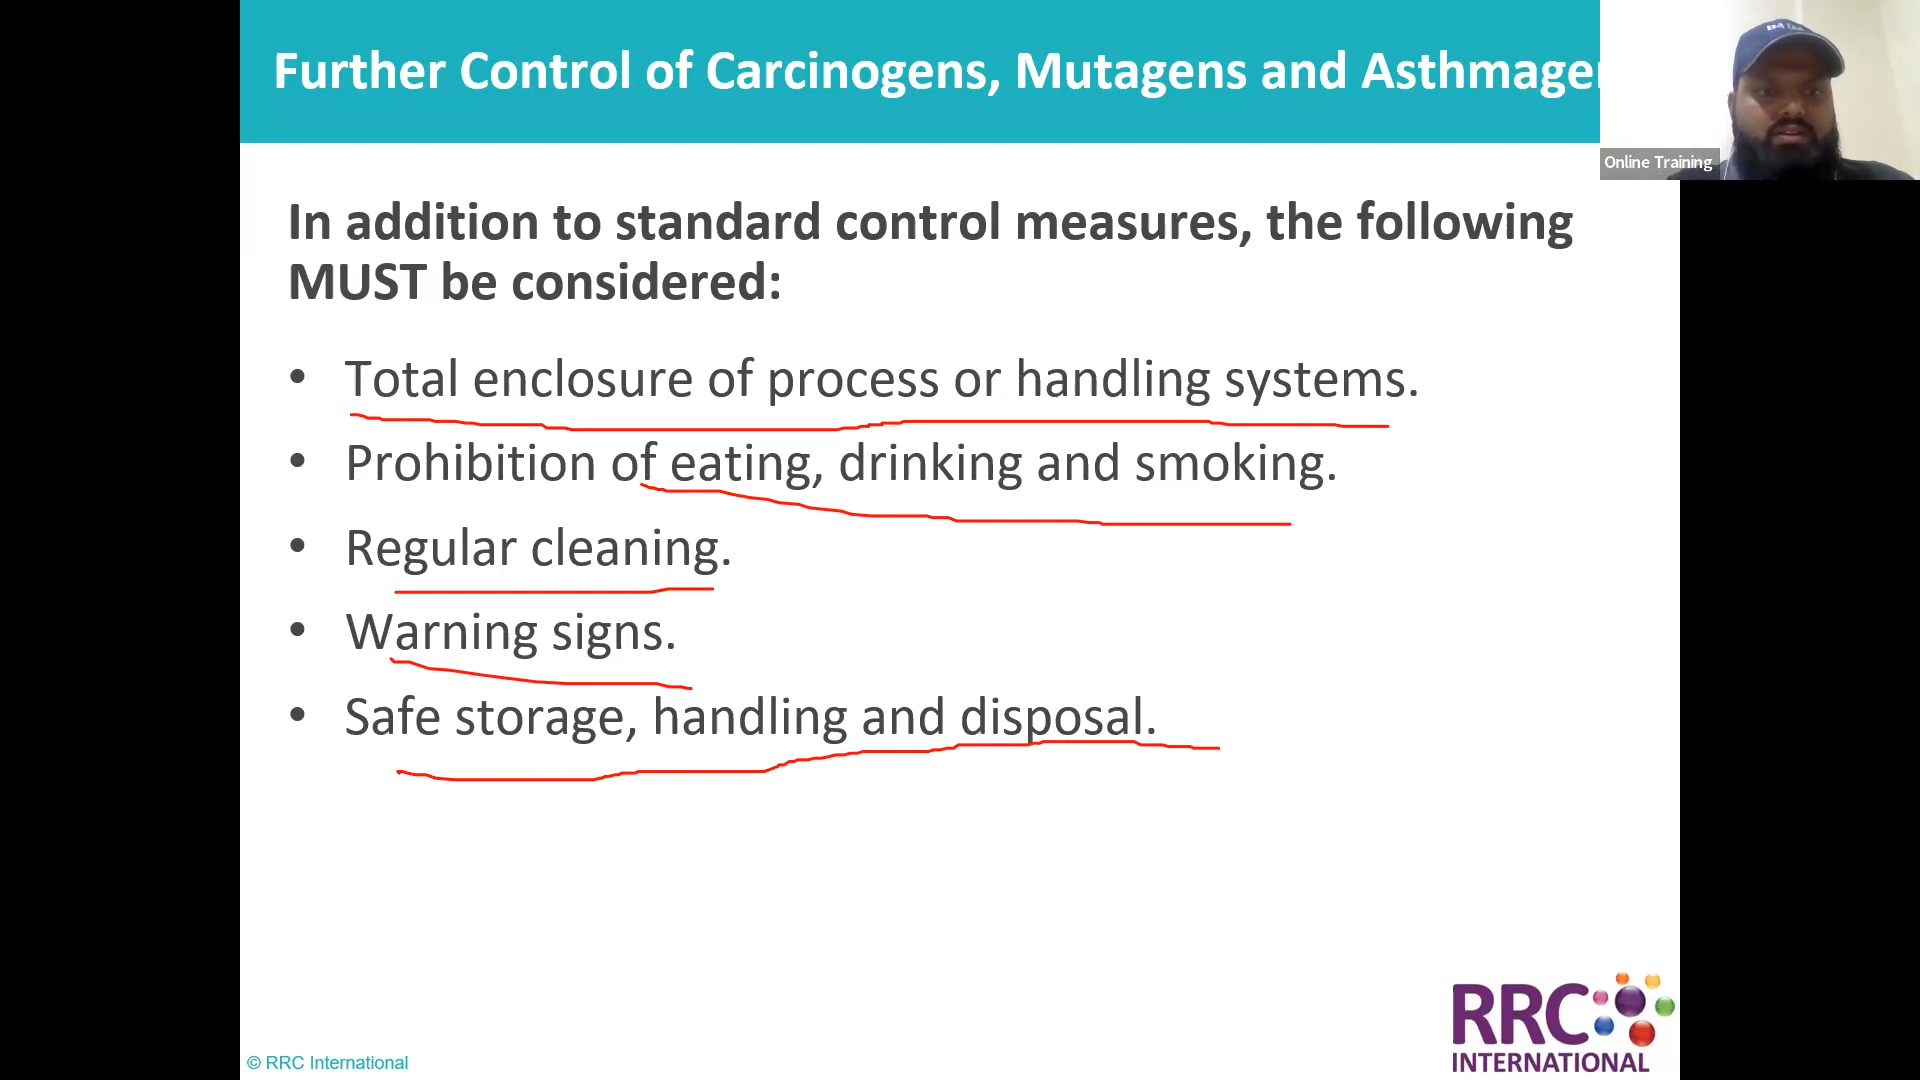 Further Control of Carcinogens, Mutagens and Asthmage
Online Training
In addition to standard control measures, the following
MUST be considered:
• Total enclosure of process or handling systems.
• Prohibition of eating, drinking and smoking.
• Regular cleaning.
• Warning signs.
• Safe storage, handling and disposal.
RRC
INTERNATIONAL
© RRC International